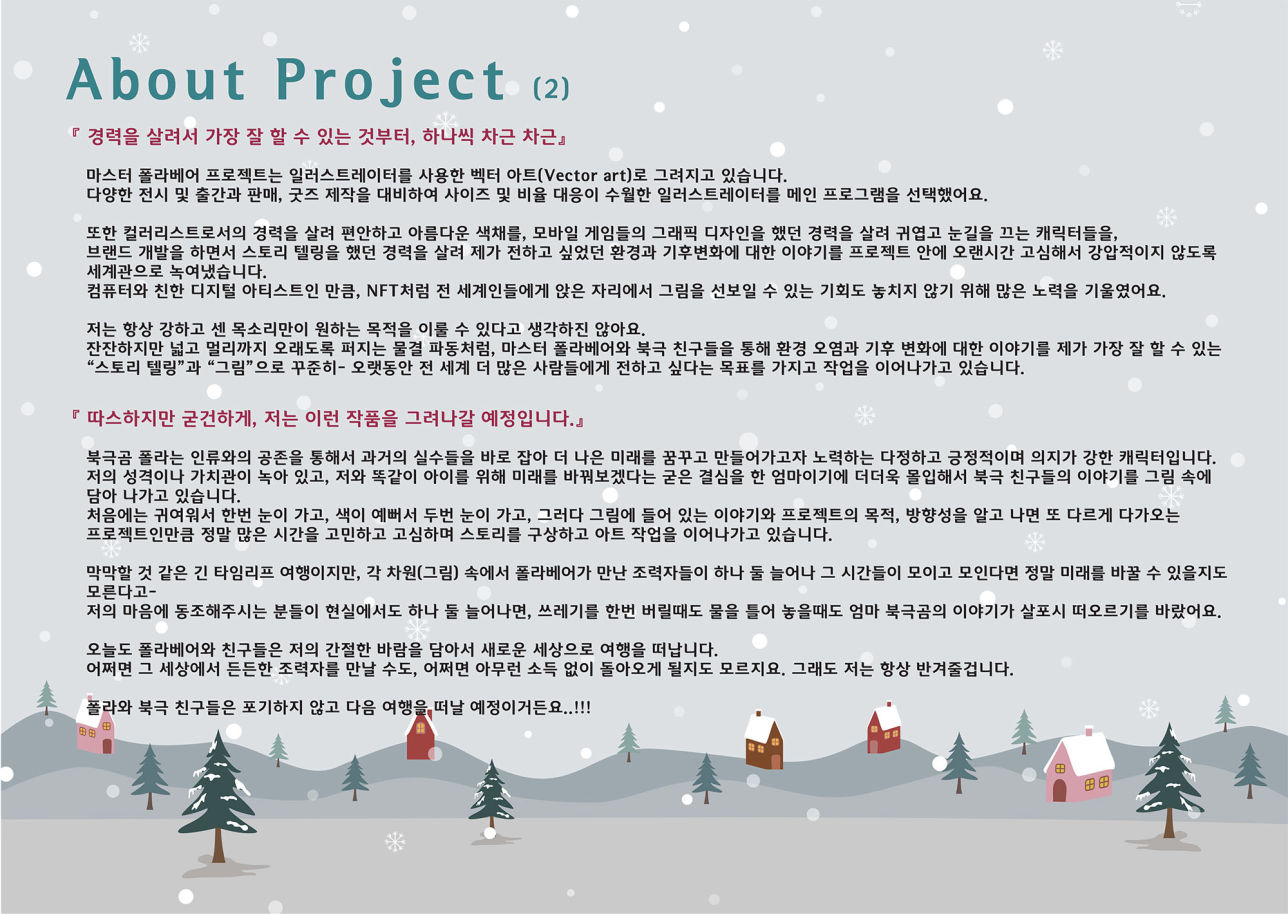 About Project (2)
『 경력을 살려서 가장 잘 할 수 있는 것부터, 하나씩 차근 차근』
마스터 폴라베어 프로젝트는 일러스트레이터를 사용한 벡터 아트(Vector art)로 그려지고 있습니다.
다양한 전시 및 출간과 판매, 굿즈 제작을 대비하여 사이즈 및 비율 대응이 수월한 일러스트레이터를 메인 프로그램을 선택했어요.
또한 컬러리스트로서의 경력을 살려 편안하고 아름다운 색채를, 모바일 게임들의 그래픽 디자인을 했던 경력을 살려 귀엽고 눈길을 끄는 캐릭터들을,
브랜드 개발을 하면서 스토리 텔링을 했던 경력을 살려 제가 전하고 싶었던 환경과 기후변화에 대한 이야기를 프로젝트 안에 오랜시간 고심해서 강압적이지 않도록
세계관으로 녹여냈습니다.
컴퓨터와 친한 디지털 아티스트인 만큼, NFT처럼 전 세계인들에게 앉은 자리에서 그림을 선보일 수 있는 기회도 놓치지 않기 위해 많은 노력을 기울였어요.
저는 항상 강하고 센 목소리만이 원하는 목적을 이룰 수 있다고 생각하진 않아요.
잔잔하지만 넓고 멀리까지 오래도록 퍼지는 물결 파동처럼, 마스터 폴라베어와 북극 친구들을 통해 환경 오염과 기후 변화에 대한 이야기를 제가 가장 잘 할 수 있는
“스토리 텔링”과 “그림”으로 꾸준히- 오랫동안 전 세계 더 많은 사람들에게 전하고 싶다는 목표를 가지고 작업을 이어나가고 있습니다.
『 따스하지만 굳건하게, 저는 이런 작품을 그려나갈 예정입니다.』
북극곰 폴라는 인류와의 공존을 통해서 과거의 실수들을 바로 잡아 더 나은 미래를 꿈꾸고 만들어가고자 노력하는 다정하고 긍정적이며 의지가 강한 캐릭터입니다.
저의 성격이나 가치관이 녹아 있고, 저와 똑같이 아이를 위해 미래를 바꿔보겠다는 굳은 결심을 한 엄마이기에 더더욱 몰입해서 북극 친구들의 이야기를 그림 속에
담아 나가고 있습니다.
처음에는 귀여워서 한번 눈이 가고, 색이 예뻐서 두번 눈이 가고, 그러다 그림에 들어 있는 이야기와 프로젝트의 목적, 방향성을 알고 나면 또 다르게 다가오는
프로젝트인만큼 정말 많은 시간을 고민하고 고심하며 스토리를 구상하고 아트 작업을 이어나가고 있습니다.
막막할 것 같은 긴 타임리프 여행이지만, 각 차원(그림) 속에서 폴라베어가 만난 조력자들이 하나 둘 늘어나 그 시간들이 모이고 모인다면 정말 미래를 바꿀 수 있을지도
모른다고-
저의 마음에 동조해주시는 분들이 현실에서도 하나 둘 늘어나면, 쓰레기를 한번 버릴때도 물을 틀어 놓을때도 엄마 북극곰의 이야기가 살포시 떠오르기를 바랐어요.
오늘도 폴라베어와 친구들은 저의 간절한 바람을 담아서 새로운 세상으로 여행을 떠납니다.
어쩌면 그 세상에서 든든한 조력자를 만날 수도, 어쩌면 아무런 소득 없이 돌아오게 될지도 모르지요. 그래도 저는 항상 반겨줄겁니다.
폴라와 북극 친구들은 포기하지 않고 다음 여행을 떠날 예정이거든요..!!!